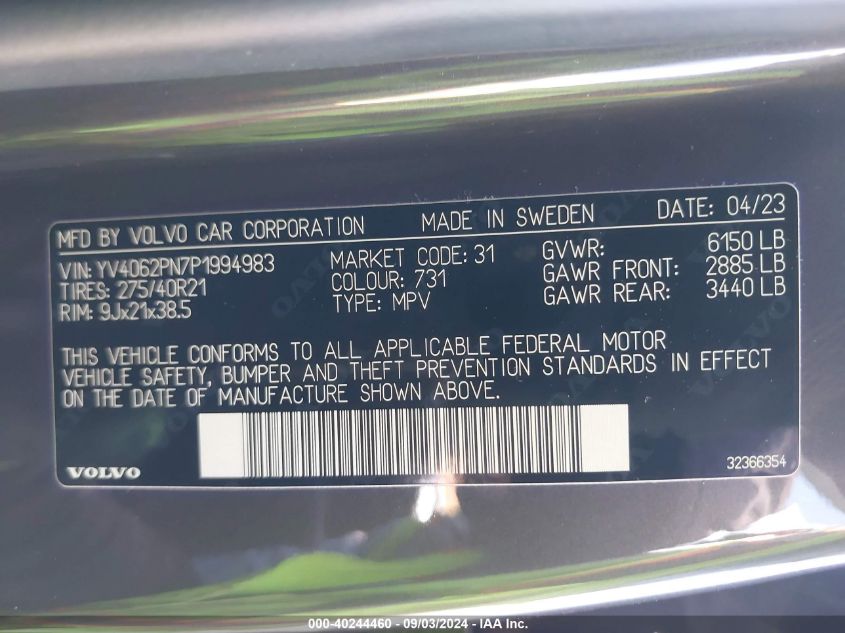 MFD BY VOLVO CAR CORPORATION MADE IN SWEDEN DATE: 04/23
VIN: YV4062PN7P1994983 MARKET CODE: 31 GVWR: 6150 LB
TIRES: 275/40R21 COLOUR: 731 GAWR FRONT: 2885 LB
RIM: 9Jx21x38.5 TYPE: MPV GAWR REAR: 3440 LB
THIS VEHICLE CONFORMS TO ALL APPLICABLE FEDERAL MOTOR
VEHICLE SAFETY, BUMPER AND THEFT PREVENTION STANDARDS IN EFFECT
ON THE DATE OF MANUFACTURE SHOWN ABOVE.
VOLVO 32366354
000-40244460 - 09/03/2024 - IAA Inc.